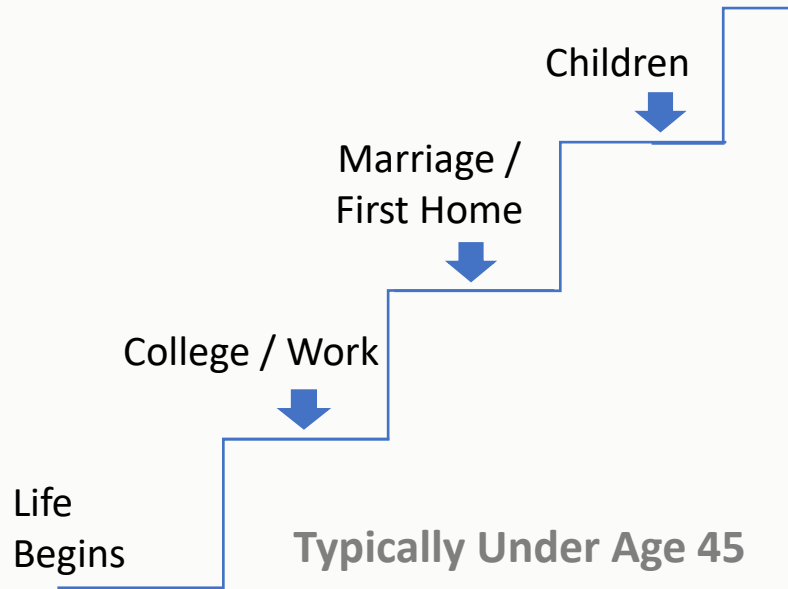 Children
Marriage /
First Home
College / Work
Life
Begins
Typically Under Age 45